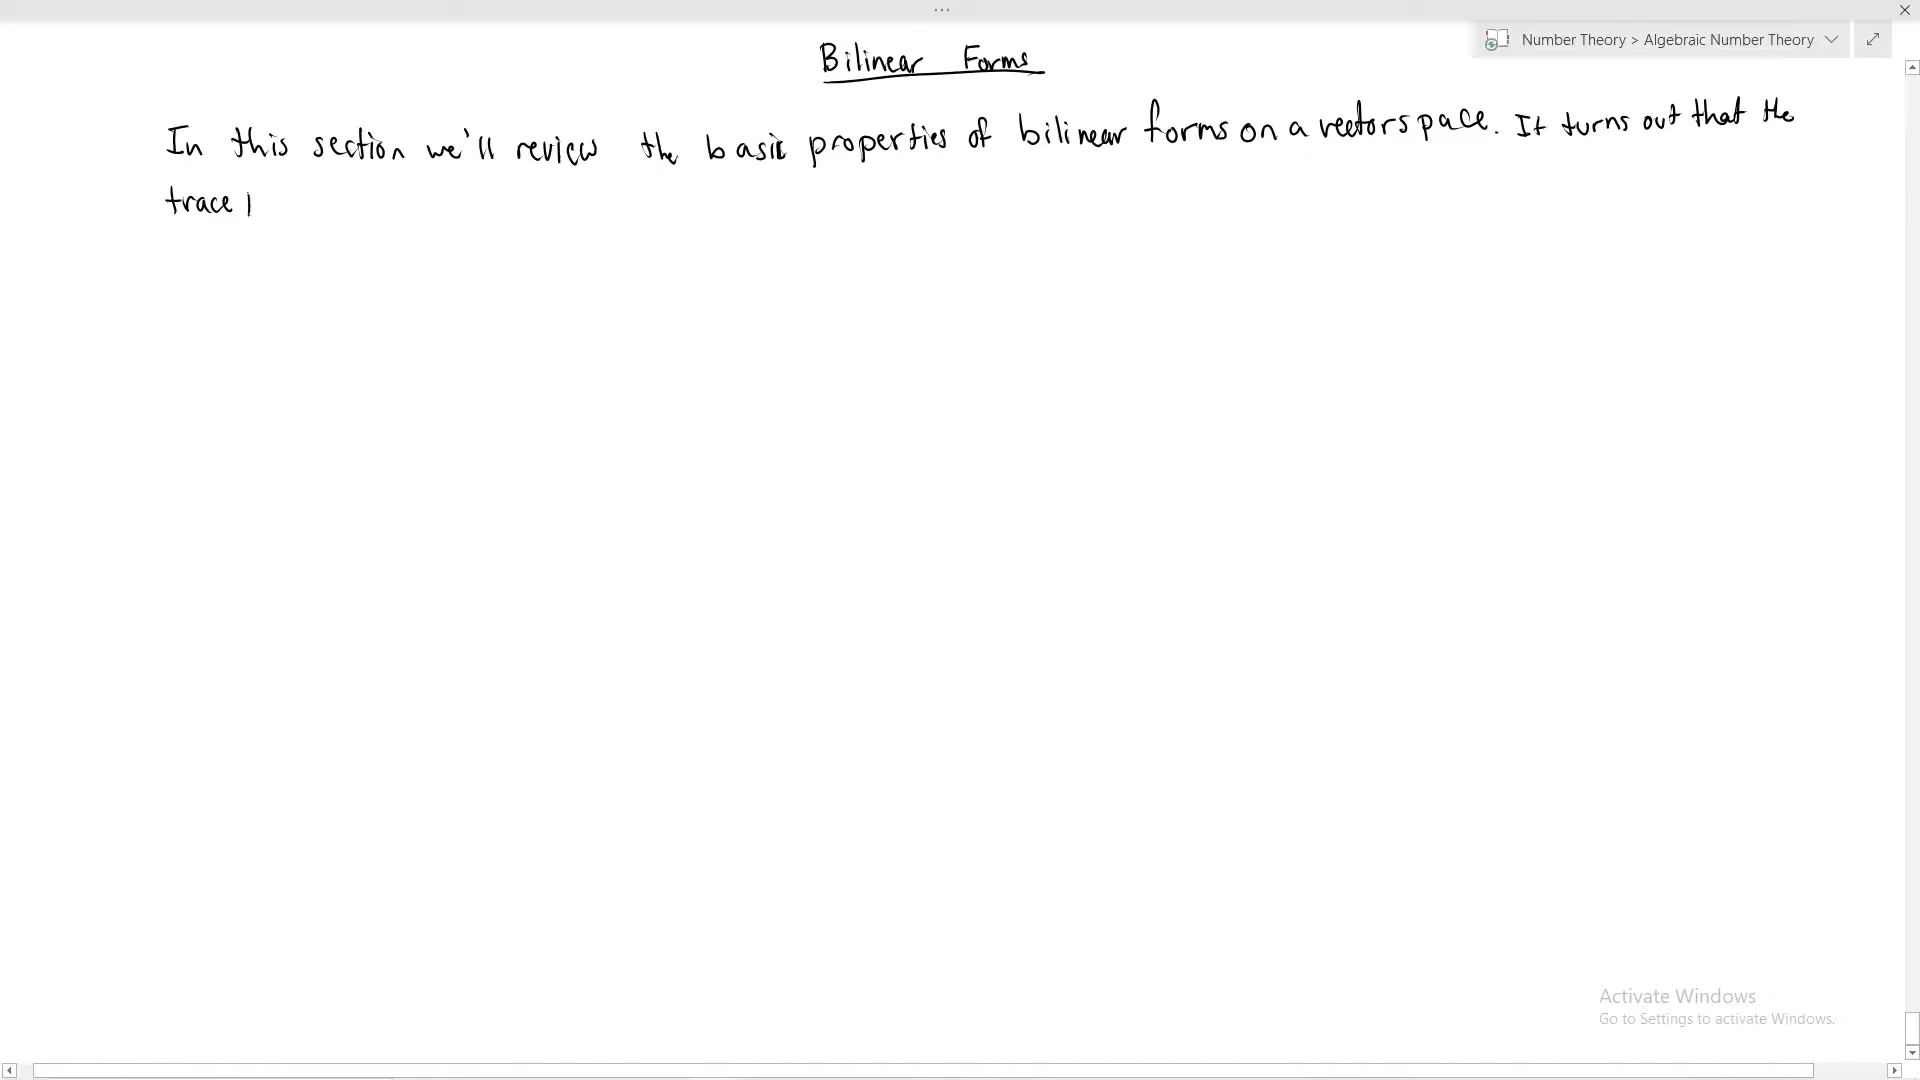 ...
Number Theory > Algebraic Number Theory
Bilinear Forms
In this section we'll review the basic properties of bilinear forms on a vectorspace. It turns out that the
trace
Activate Windows
Go to Settings to activate Windows.